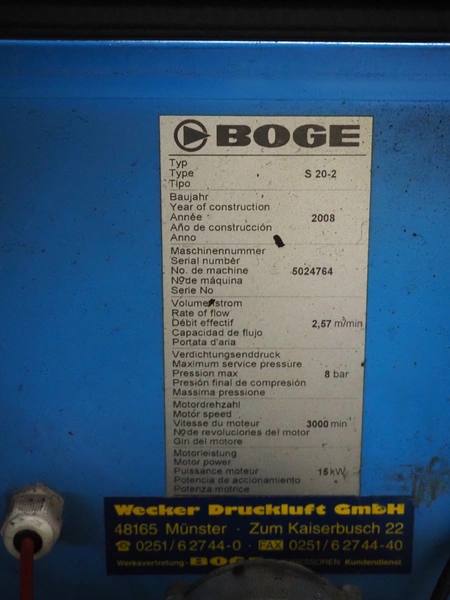 BOGE
Typ
Type S 20-2
Tipo
Baujahr
Year of construction
Année 2008
Año de construcción
Anno
Maschinennummer
Serial number
No. de machine 5024764
Nº de máquina
Serie No
Volumenstrom
Rate of flow
Débit effectif 2,57 m³/min
Capacidad de flujo
Portata d'aria
Verdichtungsenddruck
Maximum service pressure
Pression max 8 bar
Presión final de compresión
Massima pressione
Motordrehzahl
Motor speed
Vitesse du moteur 3000 min
Nº de revoluciones del motor
Giri del motore
Motorleistung
Motor power
Puissance moteur 15 kW
Potencia de accionamiento
Potenza motrice
Wecker Druckluft GmbH
48165 Münster · Zum Kaiserbusch 22
☎ 0251/62744-0 · FAX 0251/62744-40
Werksvertretung · Kundendienst